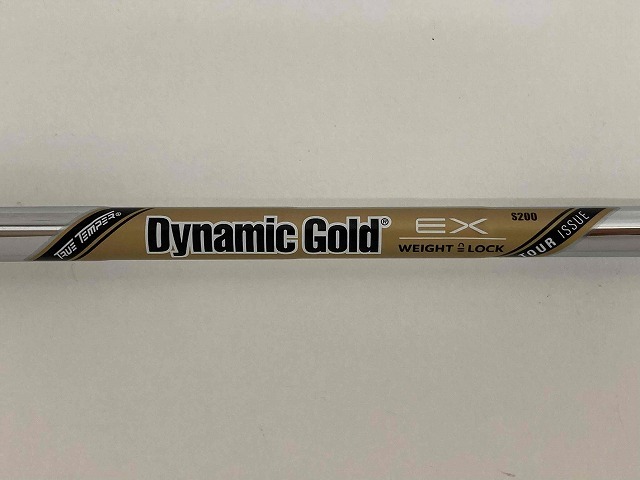 TRUE TEMPER®
Dynamic Gold®
EX
WEIGHT LOCK
S200
TOUR ISSUE